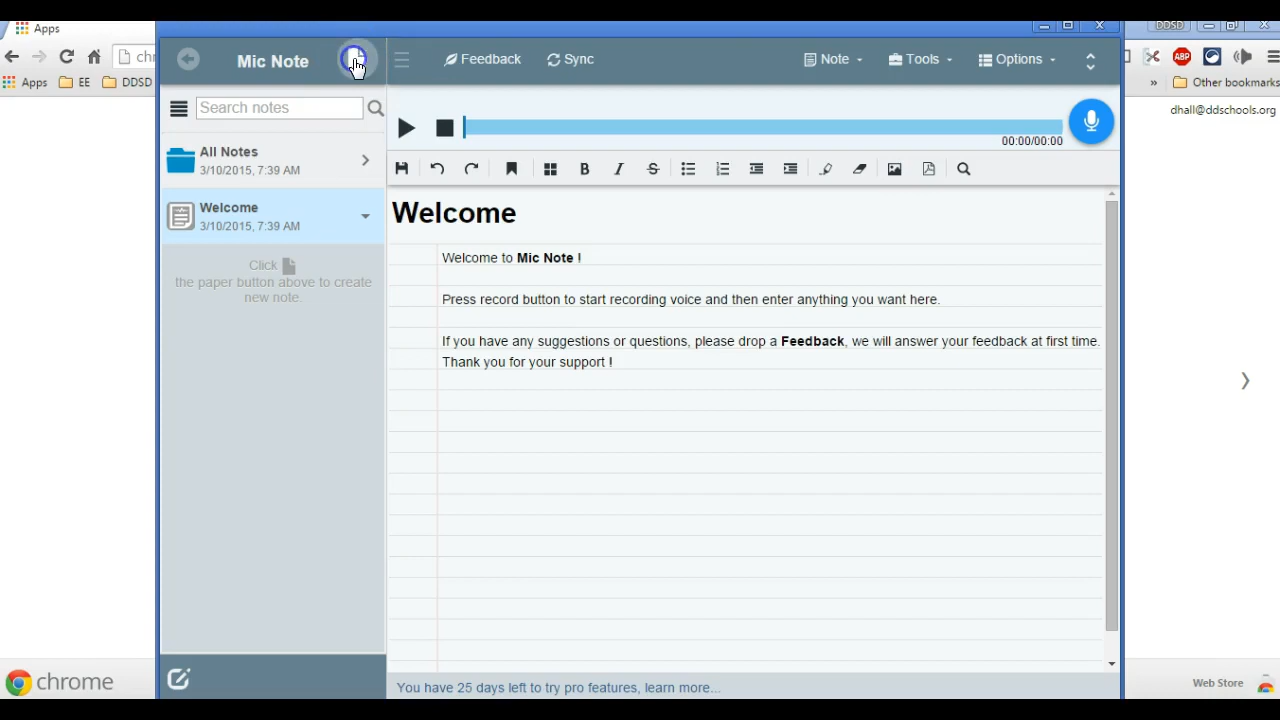 Apps
DDSD
chr
Apps
EE
DDSD
» Other bookmarks
dhall@ddschools.org
Mic Note
Feedback
Sync
Note
Tools
Options
Search notes
00:00/00:00
All Notes
3/10/2015, 7:39 AM
Welcome
3/10/2015, 7:39 AM
Click
the paper button above to create
new note.
Welcome
Welcome to Mic Note !
Press record button to start recording voice and then enter anything you want here.
If you have any suggestions or questions, please drop a Feedback, we will answer your feedback at first time.
Thank you for your support !
You have 25 days left to try pro features, learn more...
chrome
Web Store